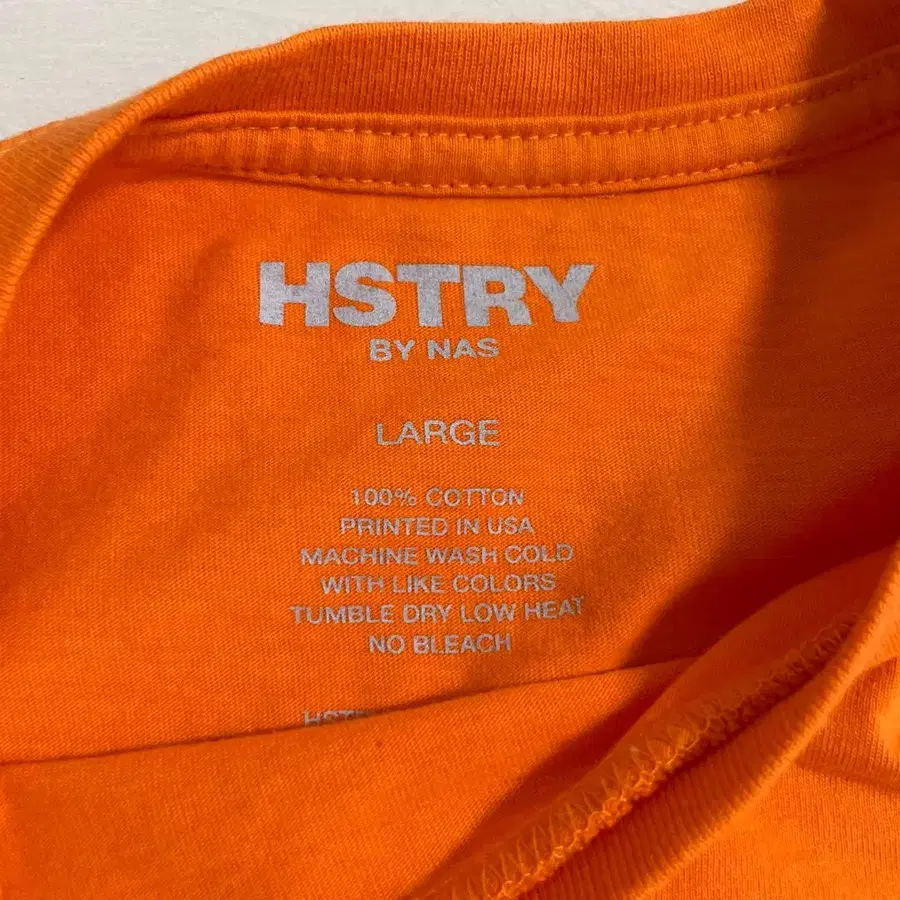 HSTRY
BY NAS
LARGE
100% COTTON
PRINTED IN USA
MACHINE WASH COLD
WITH LIKE COLORS
TUMBLE DRY LOW HEAT
NO BLEACH